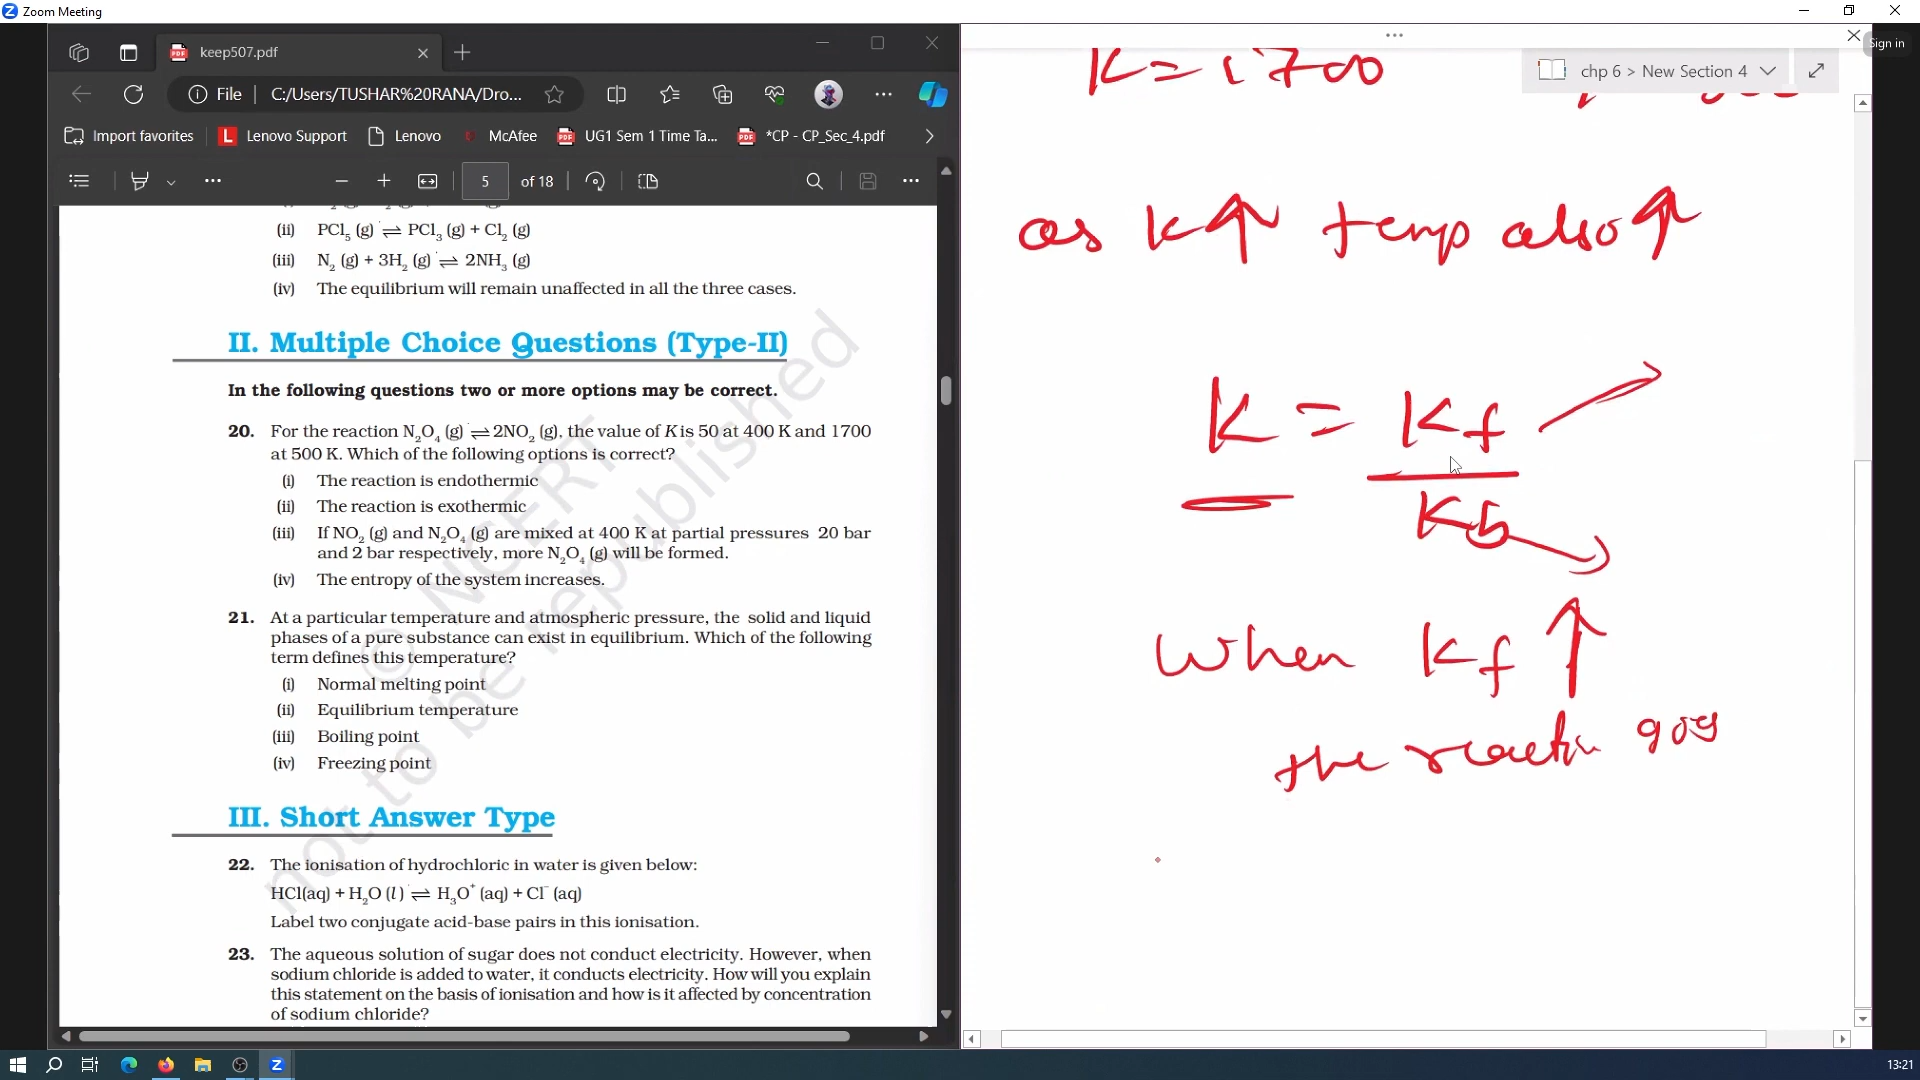 Zoom Meeting
keep507.pdf
Sign in
File | C:/Users/TUSHAR%20RANA/Dro...
Import favorites
Lenovo Support
Lenovo
McAfee
UG1 Sem 1 Time Ta...
*CP - CP_Sec_4.pdf
5 of 18
(ii) PCl₅ (g) ⇌ PCl₃ (g) + Cl₂ (g)
(iii) N₂ (g) + 3H₂ (g) ⇌ 2NH₃ (g)
(iv) The equilibrium will remain unaffected in all the three cases.
II. Multiple Choice Questions (Type-II)
In the following questions two or more options may be correct.
20. For the reaction N₂O₄ (g) ⇌ 2NO₂ (g), the value of K is 50 at 400 K and 1700
at 500 K. Which of the following options is correct?
(i) The reaction is endothermic
(ii) The reaction is exothermic
(iii) If NO₂ (g) and N₂O₄ (g) are mixed at 400 K at partial pressures 20 bar
and 2 bar respectively, more N₂O₄ (g) will be formed.
(iv) The entropy of the system increases.
21. At a particular temperature and atmospheric pressure, the solid and liquid
phases of a pure substance can exist in equilibrium. Which of the following
term defines this temperature?
(i) Normal melting point
(ii) Equilibrium temperature
(iii) Boiling point
(iv) Freezing point
III. Short Answer Type
22. The ionisation of hydrochloric in water is given below:
HCl(aq) + H₂O (l) ⇌ H₃O⁺ (aq) + Cl⁻ (aq)
Label two conjugate acid-base pairs in this ionisation.
23. The aqueous solution of sugar does not conduct electricity. However, when
sodium chloride is added to water, it conducts electricity. How will you explain
this statement on the basis of ionisation and how is it affected by concentration
of sodium chloride?
© NCERT
not to be republished
chp 6 > New Section 4
K = 1700
as K↑ temp also↑
K = Kf
Kb
When Kf ↑
the reactin goes
13:21